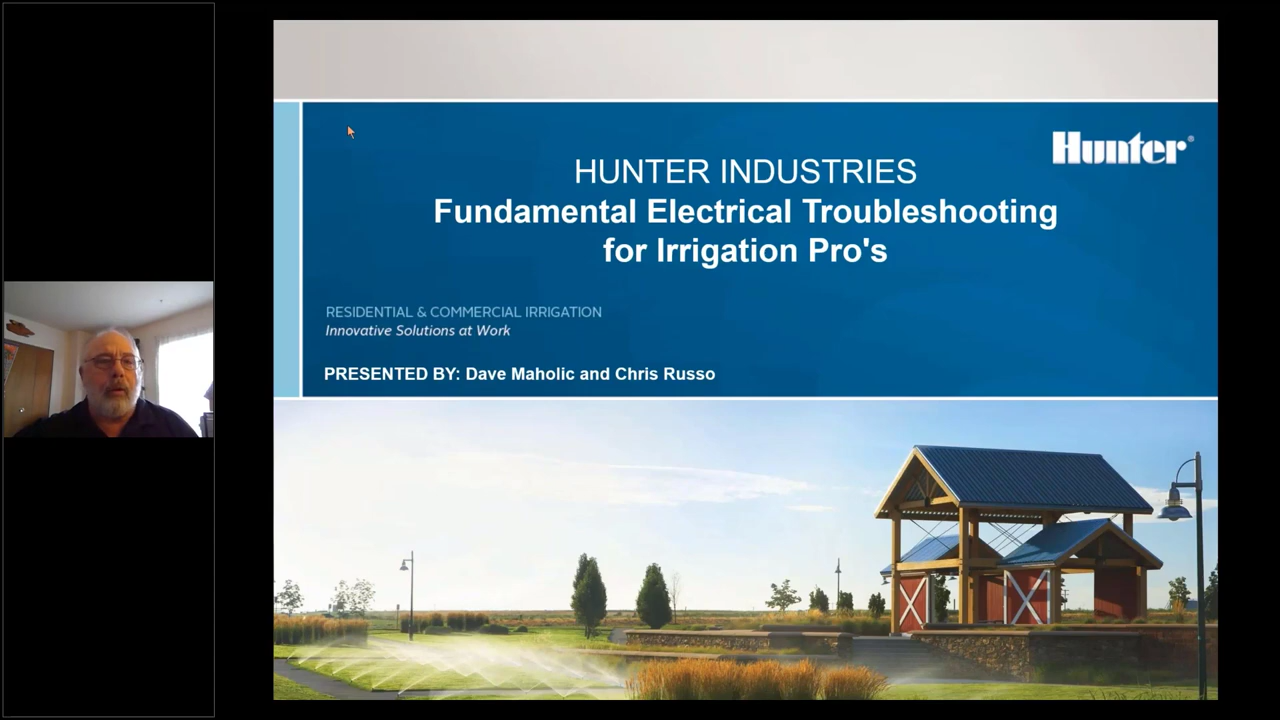 Hunter®
HUNTER INDUSTRIES
Fundamental Electrical Troubleshooting
for Irrigation Pro's
RESIDENTIAL & COMMERCIAL IRRIGATION
Innovative Solutions at Work
PRESENTED BY: Dave Maholic and Chris Russo